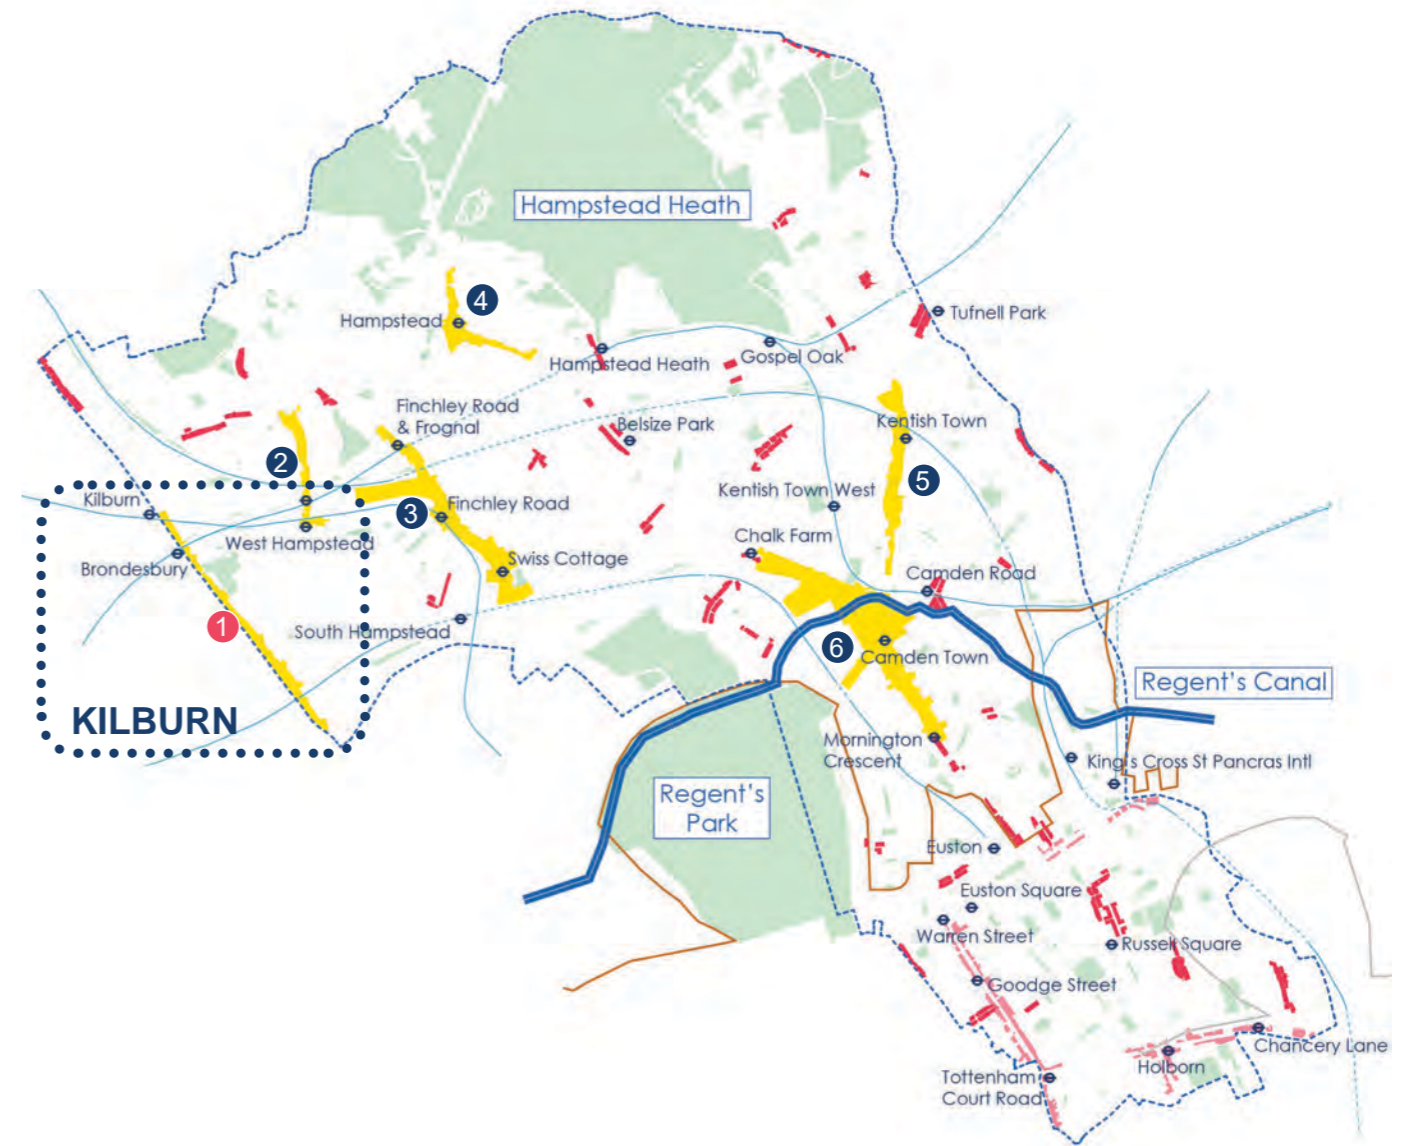 Hampstead Heath
4
Hampstead
Tufnell Park
Hampstead Heath
Gospel Oak
Finchley Road
& Frognal
Belsize Park
Kentish Town
2
5
Kilburn
Kentish Town West
3
Finchley Road
West Hampstead
Chalk Farm
Brondesbury
Swiss Cottage
Camden Road
1
South Hampstead
6
Camden Town
Regent's Canal
KILBURN
Mornington
Crescent
King's Cross St Pancras Intl
Regent's
Park
Euston
Euston Square
Warren Street
Russell Square
Goodge Street
Chancery Lane
Holborn
Tottenham
Court Road